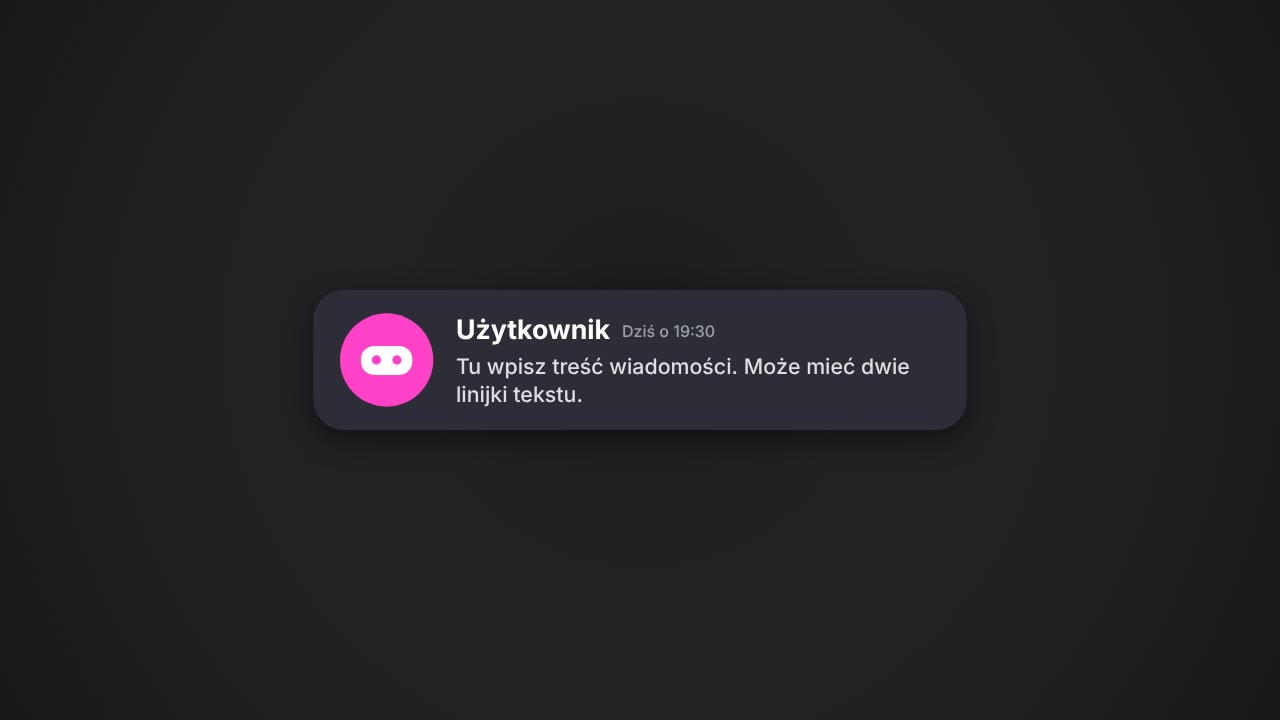 Użytkownik Dziś o 19:30
Tu wpisz treść wiadomości. Może mieć dwie
linijki tekstu.